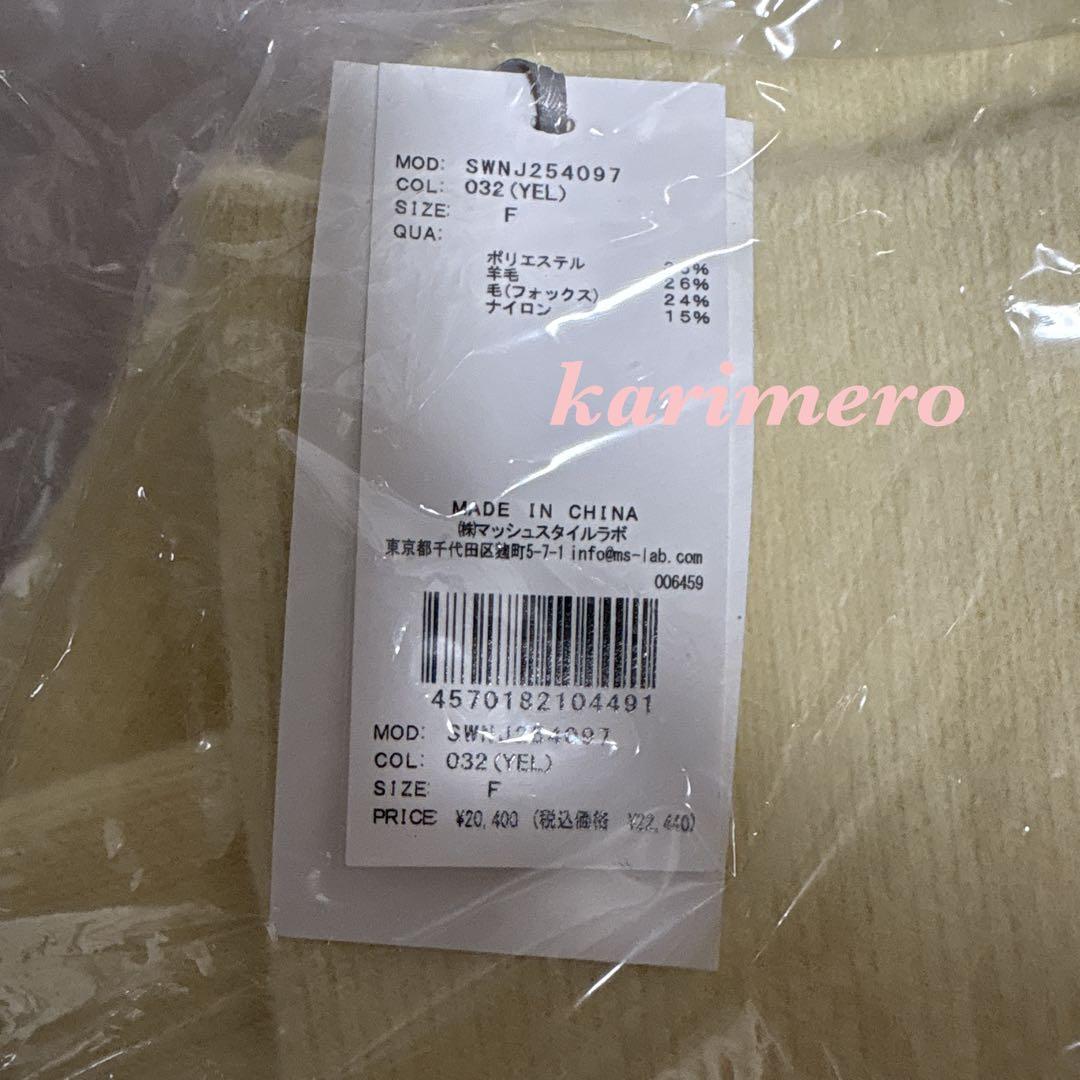 MOD: SWNJ254097
COL: 032(YEL)
SIZE: F
QUA:
ポリエステル
羊毛 26%
毛(フォックス) 24%
ナイロン 15%
karimero
MADE IN CHINA
㈱マッシュスタイルラボ
東京都千代田区麹町5-7-1 info@ms-lab.com
006459
4570182104491
MOD: SWNJ254097
COL: 032(YEL)
SIZE: F
PRICE ¥20,400 (税込価格 ¥22,440)